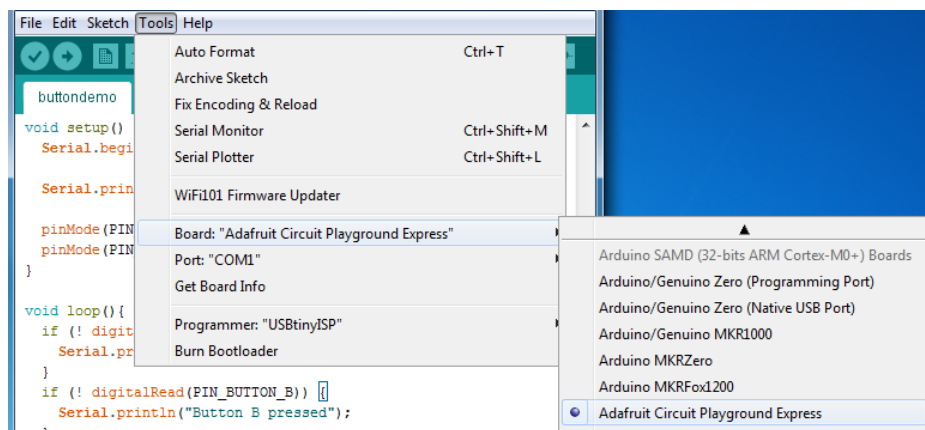 File Edit Sketch Tools Help
Auto Format Ctrl+T
Archive Sketch
Fix Encoding & Reload
Serial Monitor Ctrl+Shift+M
Serial Plotter Ctrl+Shift+L
WiFi101 Firmware Updater
Board: "Adafruit Circuit Playground Express"
Port: "COM1"
Get Board Info
Programmer: "USBtinyISP"
Burn Bootloader
buttondemo
void setup()
Serial.begi
Serial.prin
pinMode(PIN
pinMode(PIN
}
void loop(){
if (! digit
Serial.pr
}
if (! digitalRead(PIN_BUTTON_B)) {
Serial.println("Button B pressed");
Arduino SAMD (32-bits ARM Cortex-M0+) Boards
Arduino/Genuino Zero (Programming Port)
Arduino/Genuino Zero (Native USB Port)
Arduino/Genuino MKR1000
Arduino MKRZero
Arduino MKRFox1200
Adafruit Circuit Playground Express